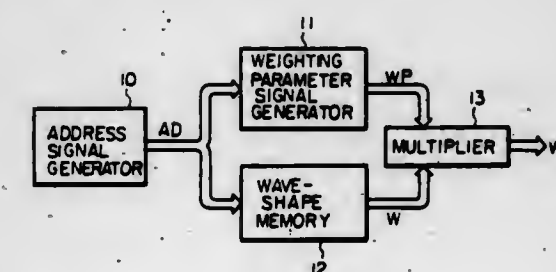 10
ADDRESS
SIGNAL
GENERATOR
AD
11
WEIGHTING
PARAMETER
SIGNAL
GENERATOR
WP
WAVE-
SHAPE
MEMORY
12
W
13
MULTIPLIER